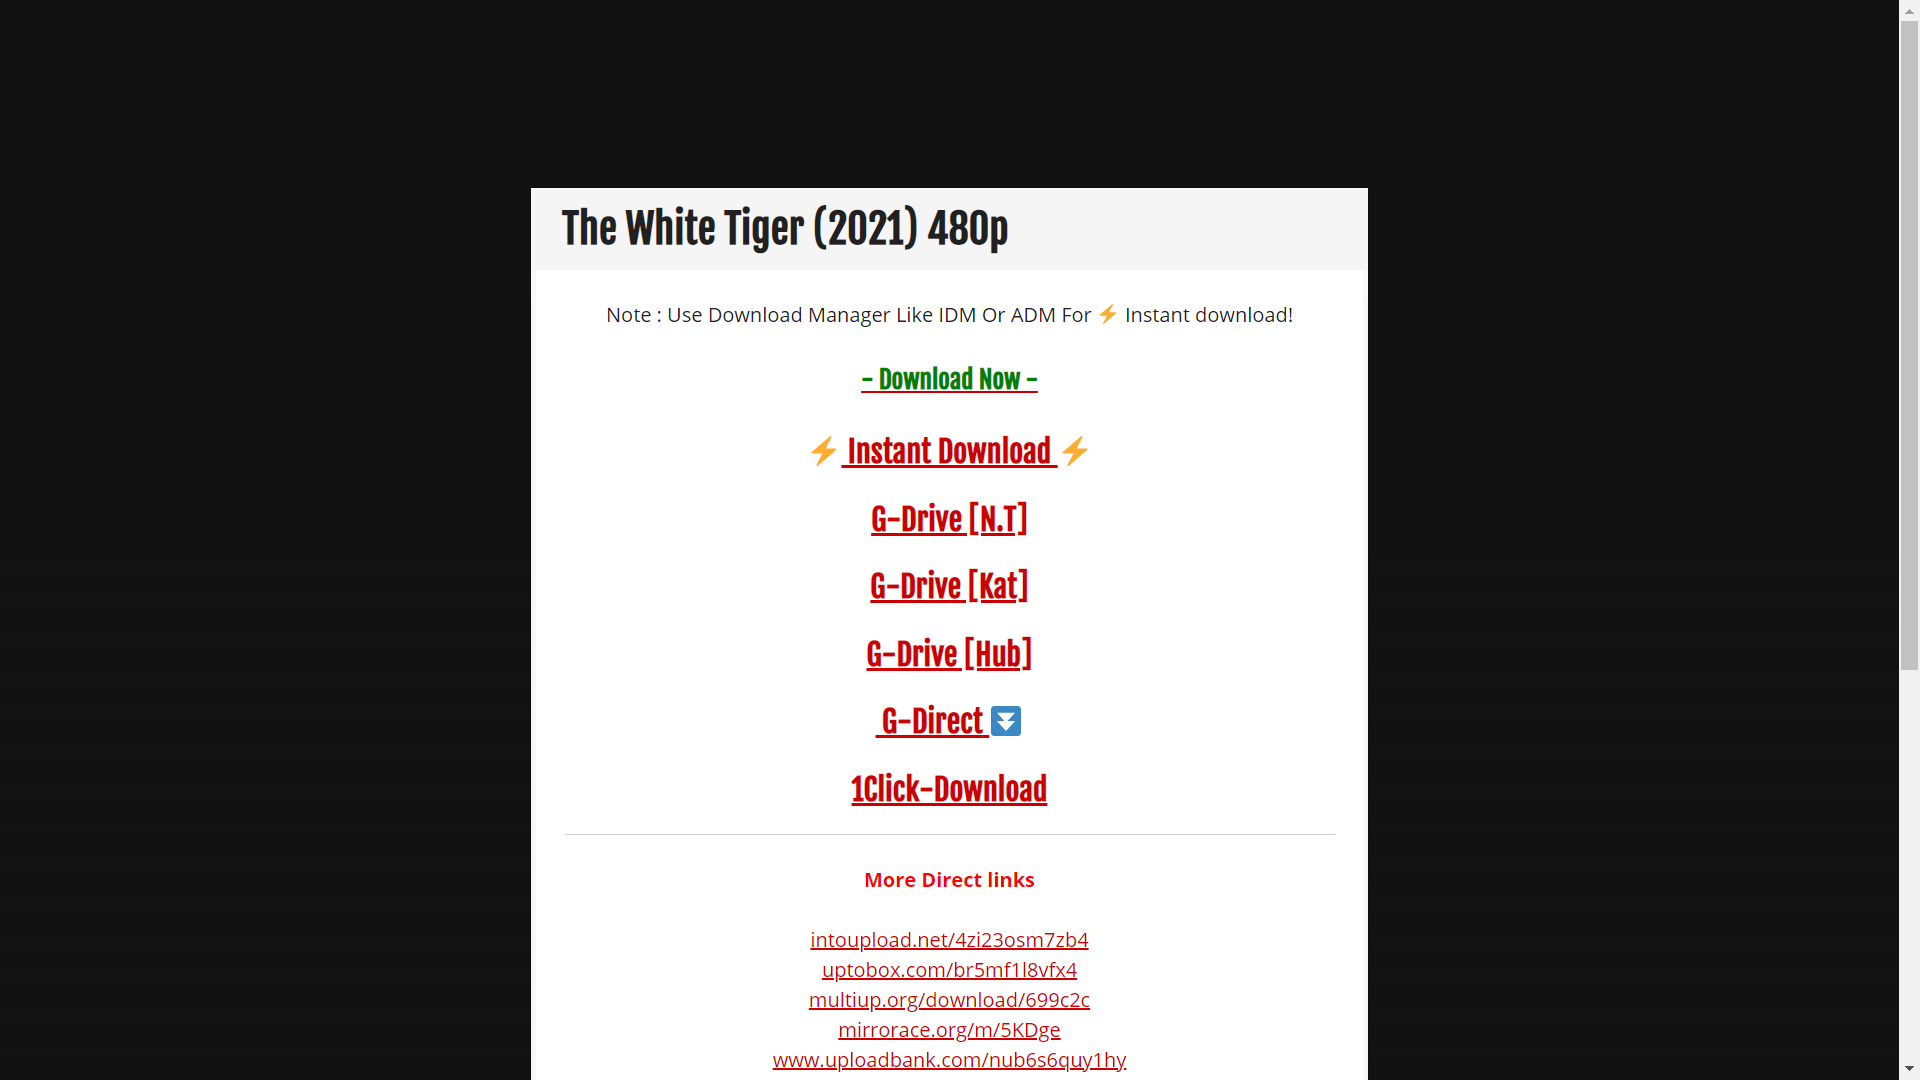 The White Tiger (2021) 480p
Note : Use Download Manager Like IDM Or ADM For ⚡ Instant download!
- Download Now -
⚡ Instant Download ⚡
G-Drive [N.T]
G-Drive [Kat]
G-Drive [Hub]
G-Direct ⏬
1Click-Download
More Direct links
intoupload.net/4zi23osm7zb4
uptobox.com/br5mf1l8vfx4
multiup.org/download/699c2c
mirrorace.org/m/5KDge
www.uploadbank.com/nub6s6quy1hy